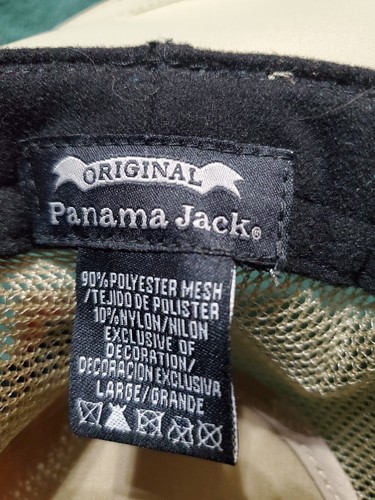 ORIGINAL
Panama Jack®
90% POLYESTER MESH
/TEJIDO DE POLISTER
10% NYLON/NILON
EXCLUSIVE OF
DECORATION/
DECORACION EXCLUSIVA
LARGE/GRANDE